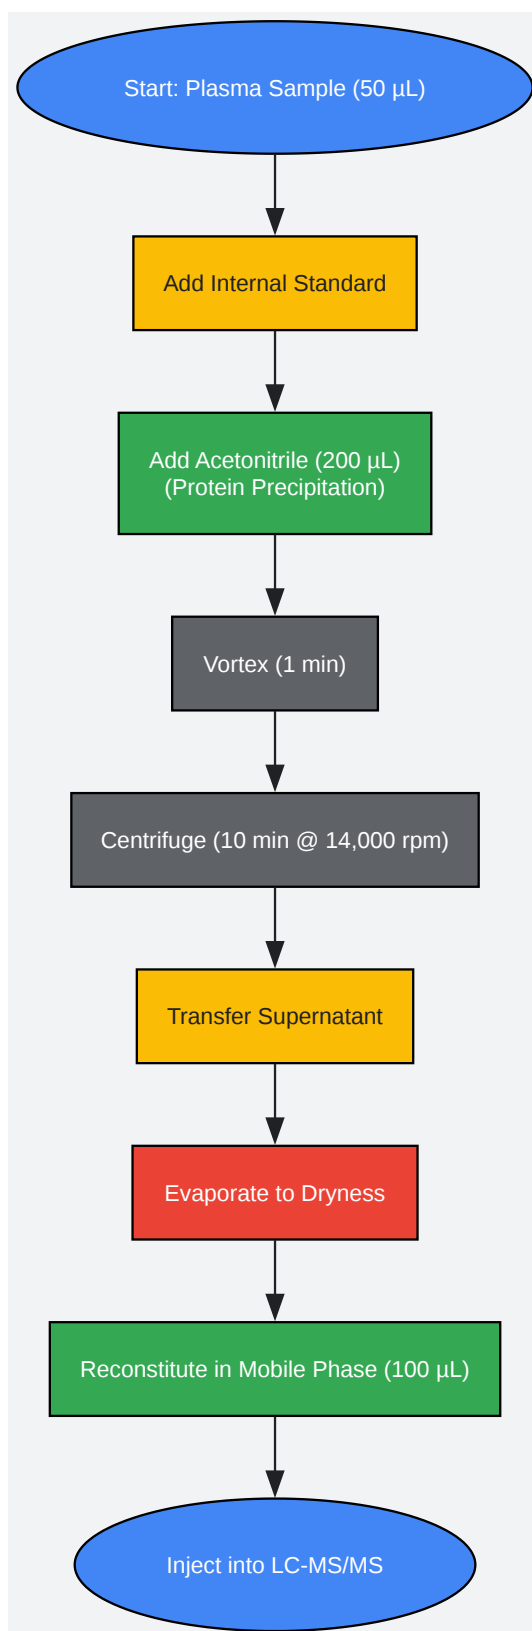 Start: Plasma Sample (50 µL)
Add Internal Standard
Add Acetonitrile (200 µL)
(Protein Precipitation)
Vortex (1 min)
Centrifuge (10 min @ 14,000 rpm)
Transfer Supernatant
Evaporate to Dryness
Reconstitute in Mobile Phase (100 µL)
Inject into LC-MS/MS